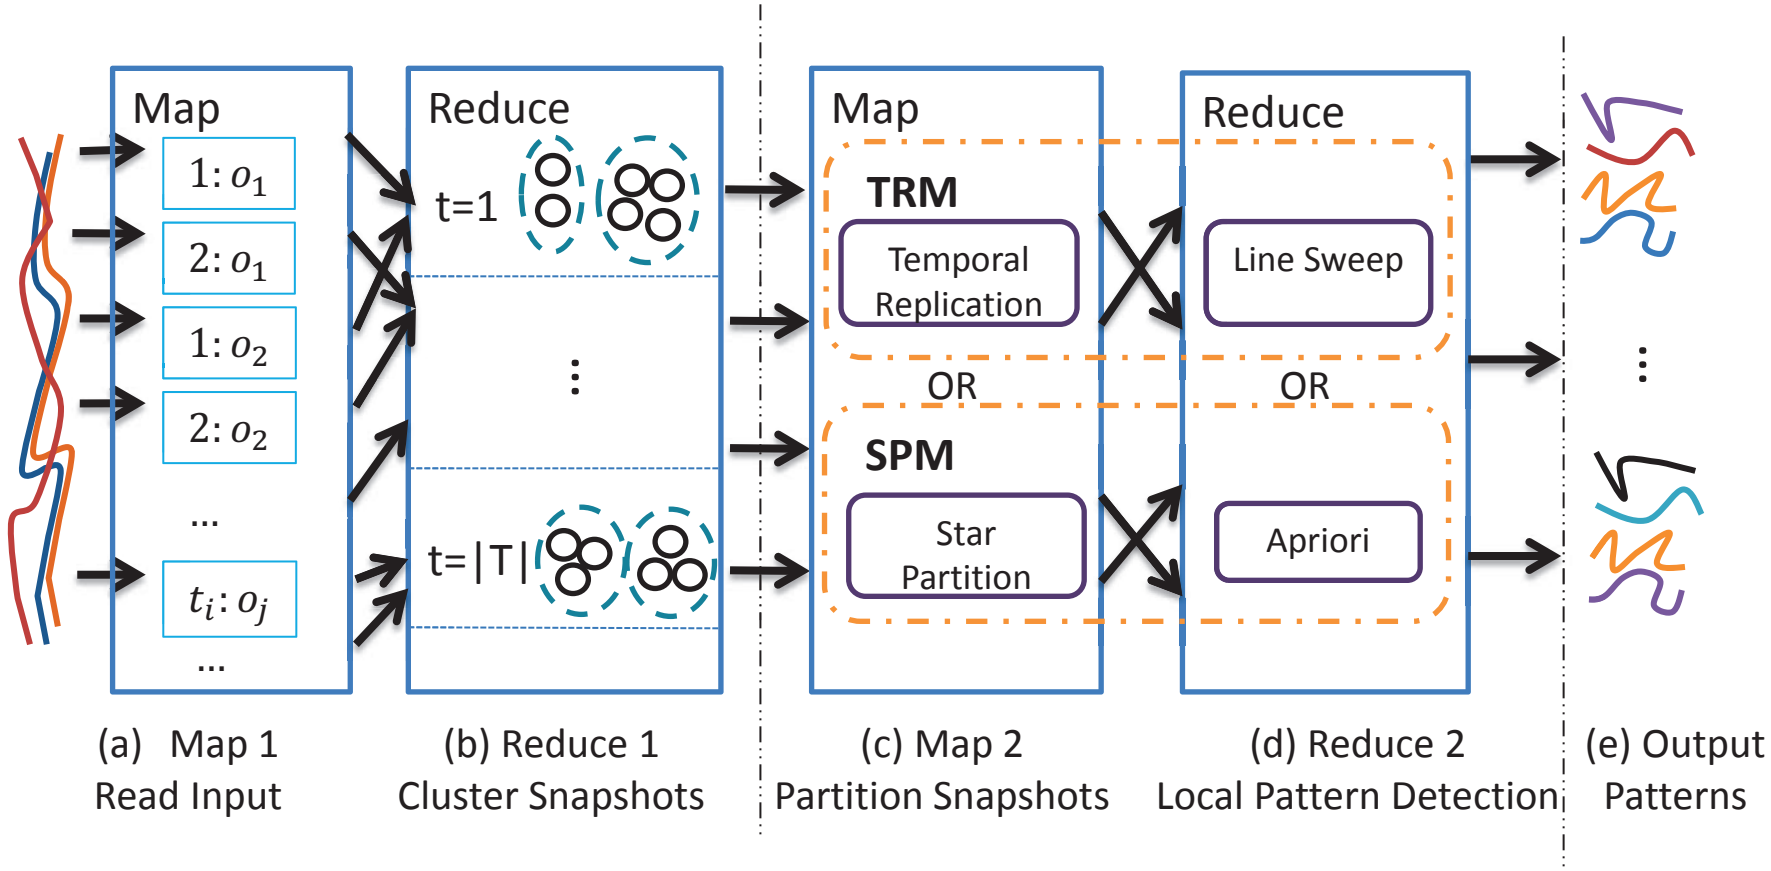 Map
1: o₁
2: o₁
1: o₂
2: o₂
...
tᵢ: oⱼ
...
Reduce
t=1
...
t=|T|
Map
TRM
Temporal
Replication
OR
SPM
Star
Partition
Reduce
Line Sweep
OR
Apriori
...
(a) Map 1
Read Input
(b) Reduce 1
Cluster Snapshots
(c) Map 2
Partition Snapshots
(d) Reduce 2
Local Pattern Detection
(e) Output
Patterns